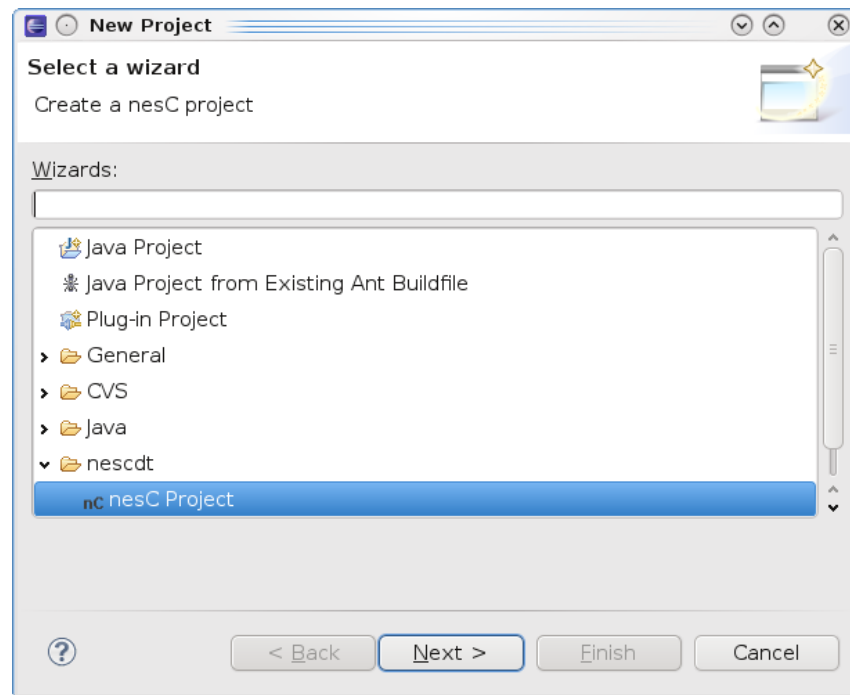 New Project
Select a wizard
Create a nesC project
Wizards:
Java Project
Java Project from Existing Ant Buildfile
Plug-in Project
General
CVS
Java
nescdt
nC nesC Project
? < Back Next > Finish Cancel